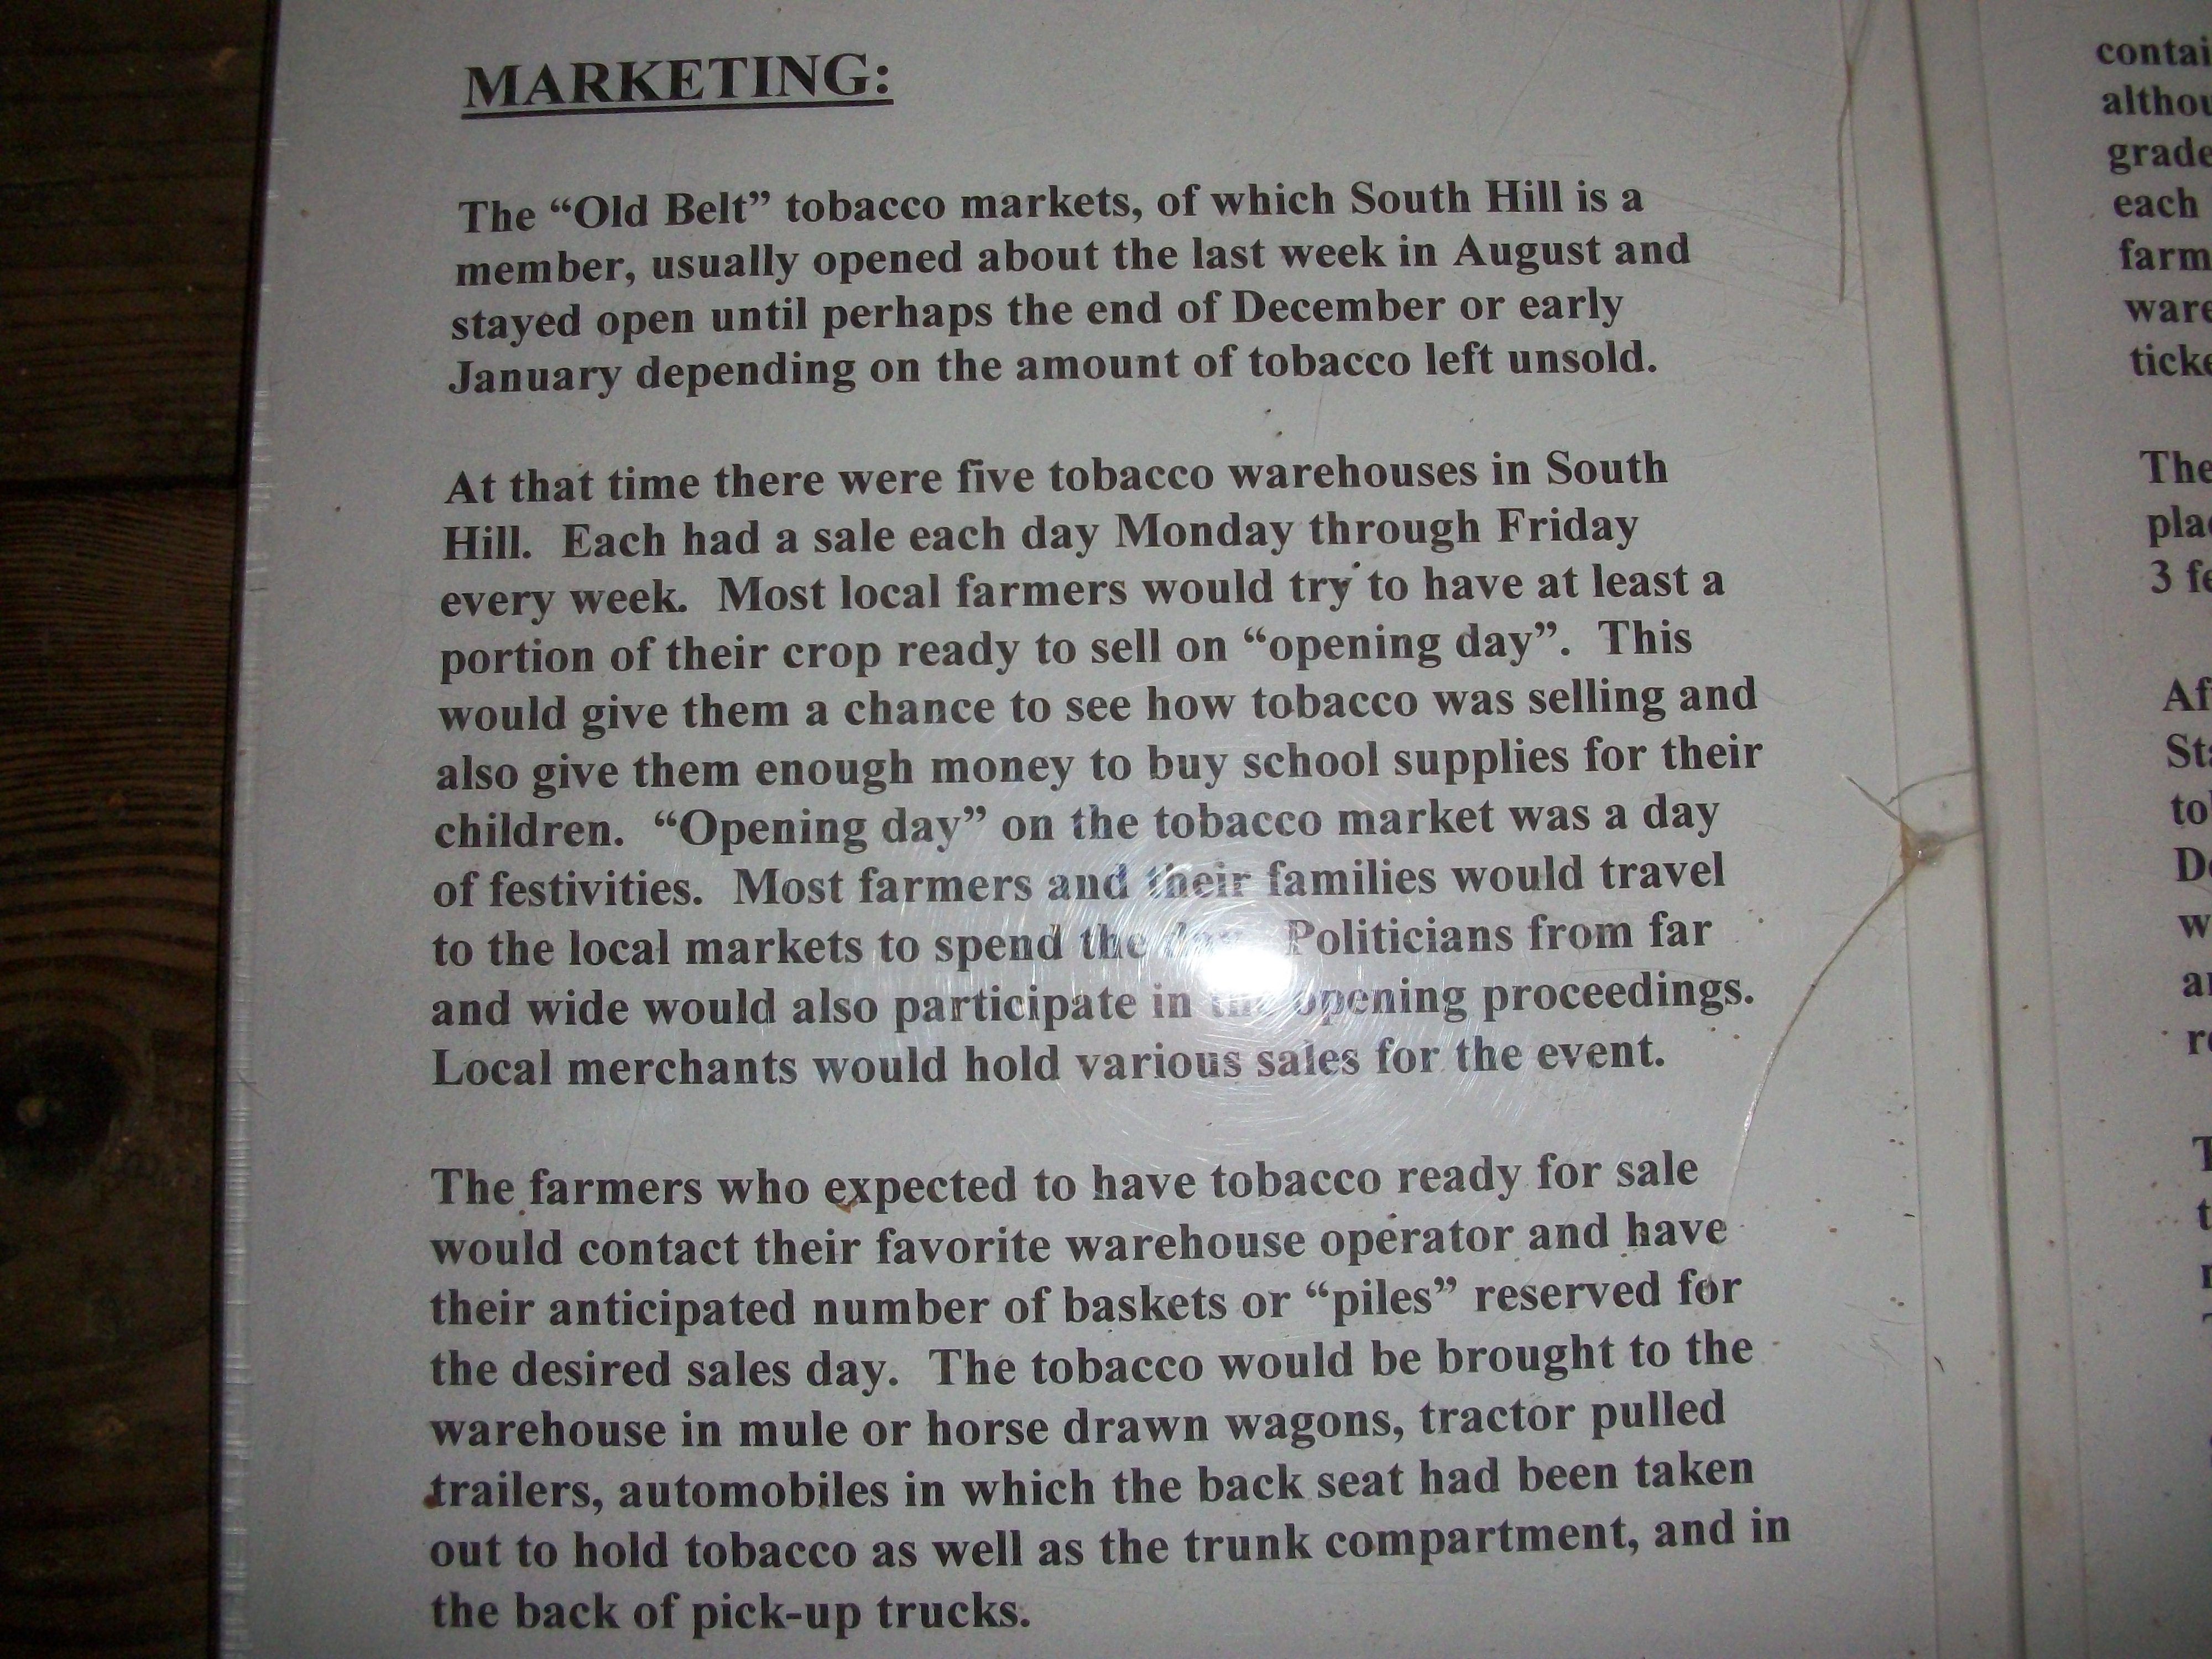 MARKETING:
The “Old Belt” tobacco markets, of which South Hill is a
member, usually opened about the last week in August and
stayed open until perhaps the end of December or early
January depending on the amount of tobacco left unsold.
At that time there were five tobacco warehouses in South
Hill. Each had a sale each day Monday through Friday
every week. Most local farmers would try to have at least a
portion of their crop ready to sell on “opening day”. This
would give them a chance to see how tobacco was selling and
also give them enough money to buy school supplies for their
children. “Opening day” on the tobacco market was a day
of festivities. Most farmers and their families would travel
to the local markets to spend the day. Politicians from far
and wide would also participate in the opening proceedings.
Local merchants would hold various sales for the event.
The farmers who expected to have tobacco ready for sale
would contact their favorite warehouse operator and have
their anticipated number of baskets or “piles” reserved for
the desired sales day. The tobacco would be brought to the
warehouse in mule or horse drawn wagons, tractor pulled
trailers, automobiles in which the back seat had been taken
out to hold tobacco as well as the trunk compartment, and in
the back of pick-up trucks.
each
The
3